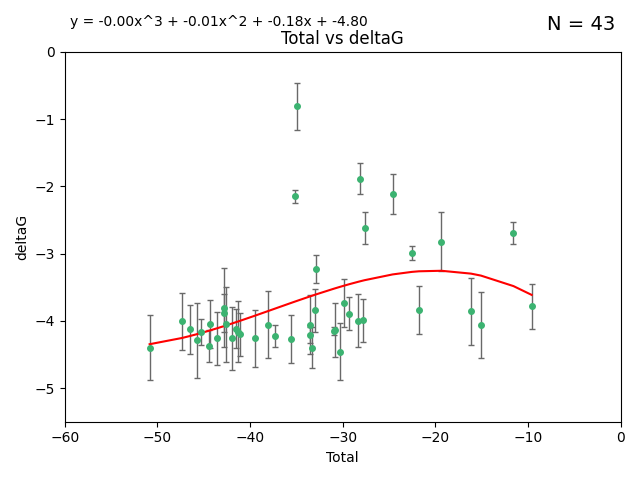 y = -0.00x^3 + -0.01x^2 + -0.18x + -4.80
N = 43
Total vs deltaG
0
−1
−2
−3
−4
−5
deltaG
−60 −50 −40 −30 −20 −10 0
Total